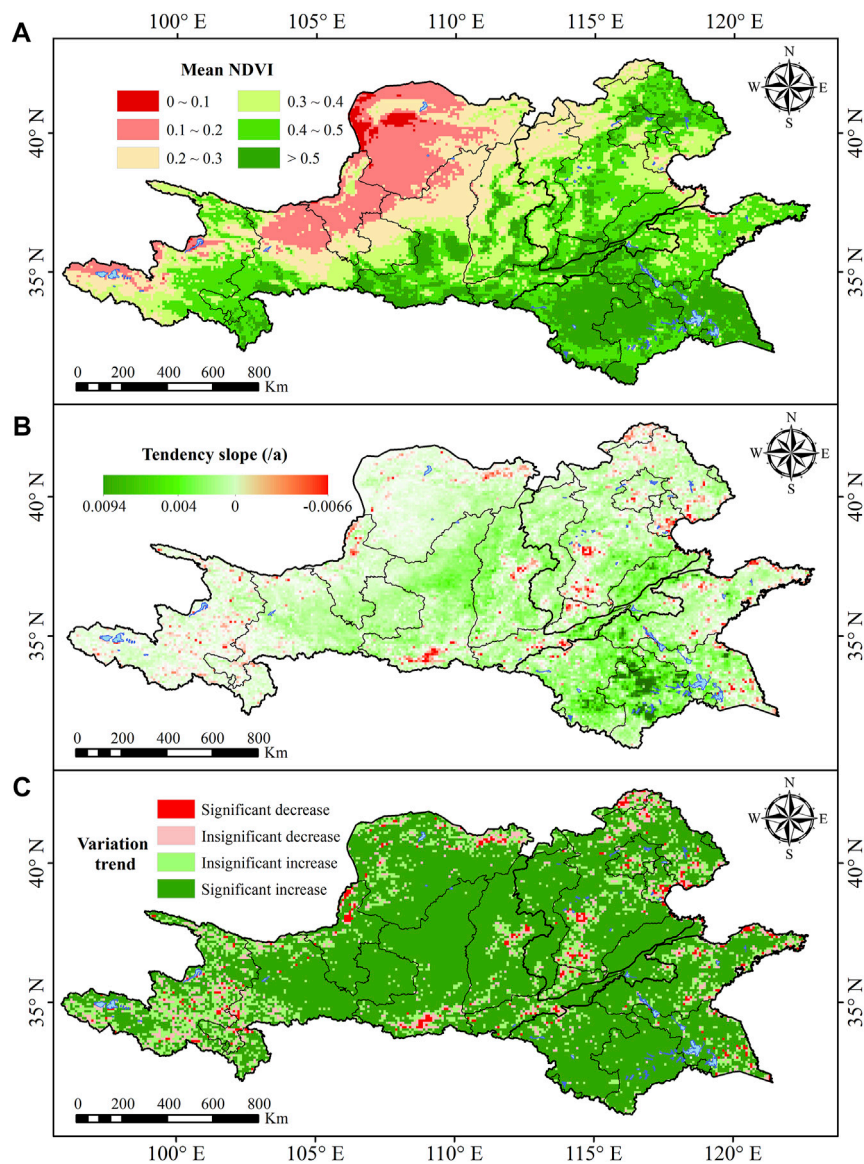 100° E 105° E 110° E 115° E 120° E
A
Mean NDVI
0 ~ 0.1 0.3 ~ 0.4
0.1 ~ 0.2 0.4 ~ 0.5
0.2 ~ 0.3 > 0.5
N
W E
S
40° N 40° N
35° N 35° N
0 200 400 600 800
Km
B
Tendency slope (/a)
0.0094 0.004 0 -0.0066
N
W E
S
40° N 40° N
35° N 35° N
0 200 400 600 800
Km
C
Variation
trend
Significant decrease
Insignificant decrease
Insignificant increase
Significant increase
N
W E
S
40° N 40° N
35° N 35° N
0 200 400 600 800
Km
100° E 105° E 110° E 115° E 120° E